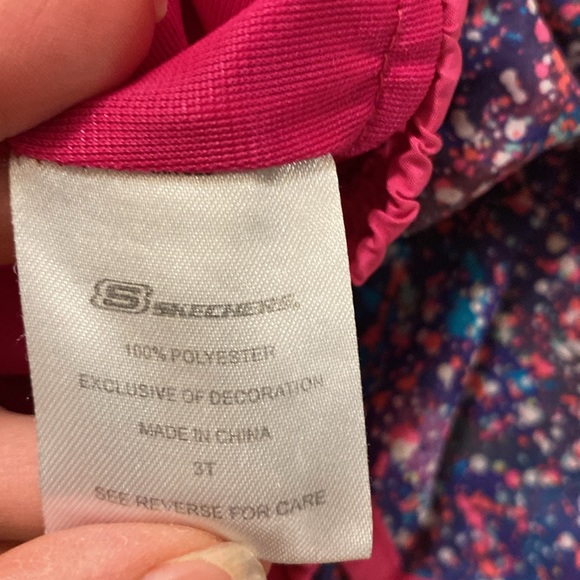 S SKECHERS
100% POLYESTER
EXCLUSIVE OF DECORATION
MADE IN CHINA
3T
SEE REVERSE FOR CARE